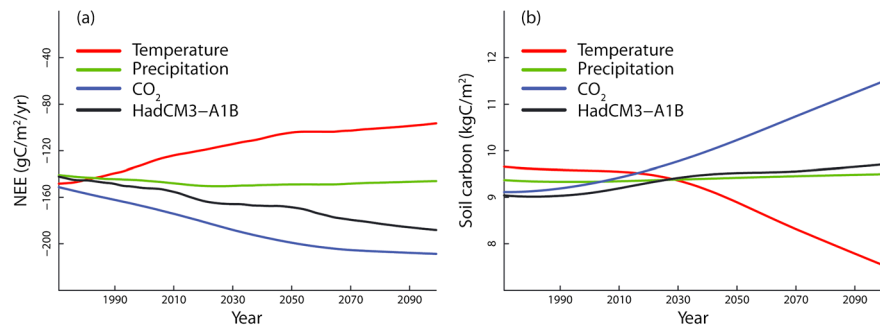 (a)
Temperature
Precipitation
CO2
HadCM3−A1B
NEE (gC/m²/yr)
−40
−80
−120
−160
−200
1990 2010 2030 2050 2070 2090
Year
(b)
Temperature
Precipitation
CO2
HadCM3−A1B
Soil carbon (kgC/m²)
12
11
10
9
8
1990 2010 2030 2050 2070 2090
Year